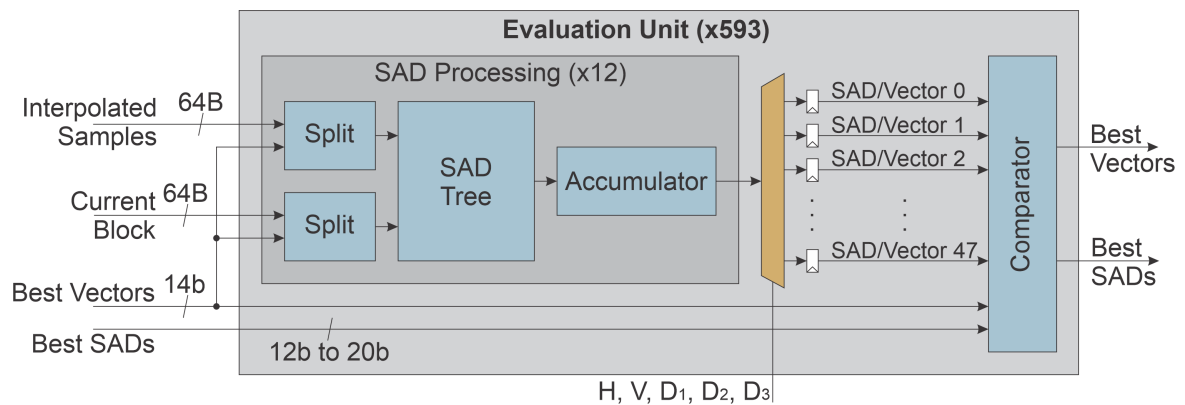 Evaluation Unit (x593)
SAD Processing (x12)
Interpolated
Samples
64B
Split
SAD
Tree
Accumulator
Current
Block
64B
Split
Best Vectors
14b
Best SADs
12b to 20b
SAD/Vector 0
SAD/Vector 1
SAD/Vector 2
SAD/Vector 47
Comparator
Best
Vectors
Best
SADs
H, V, D1, D2, D3